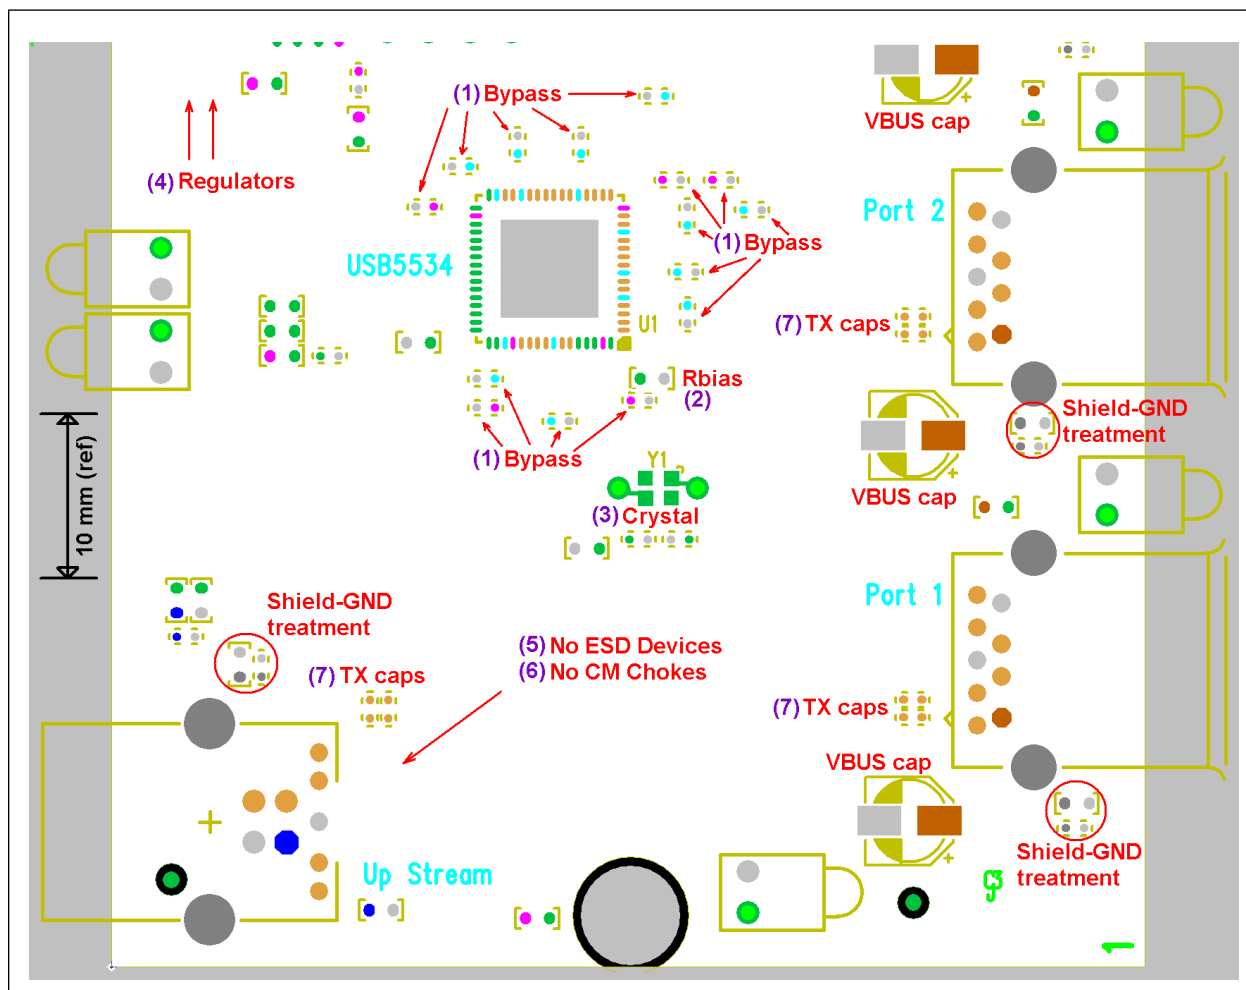 (1) Bypass
VBUS cap
(4) Regulators
Port 2
(1) Bypass
USB5534
U1
(7) TX caps
Rbias
(2)
Shield-GND
treatment
10 mm (ref)
(1) Bypass
Y1
VBUS cap
(3) Crystal
Port 1
Shield-GND
treatment
(5) No ESD Devices
(6) No CM Chokes
(7) TX caps
(7) TX caps
VBUS cap
Shield-GND
treatment
Up Stream
1